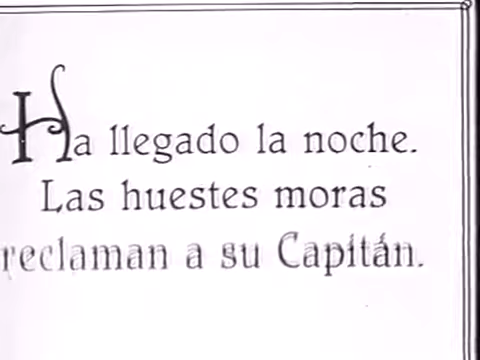 Ha llegado la noche.
Las huestes moras
reclaman a su Capitán.